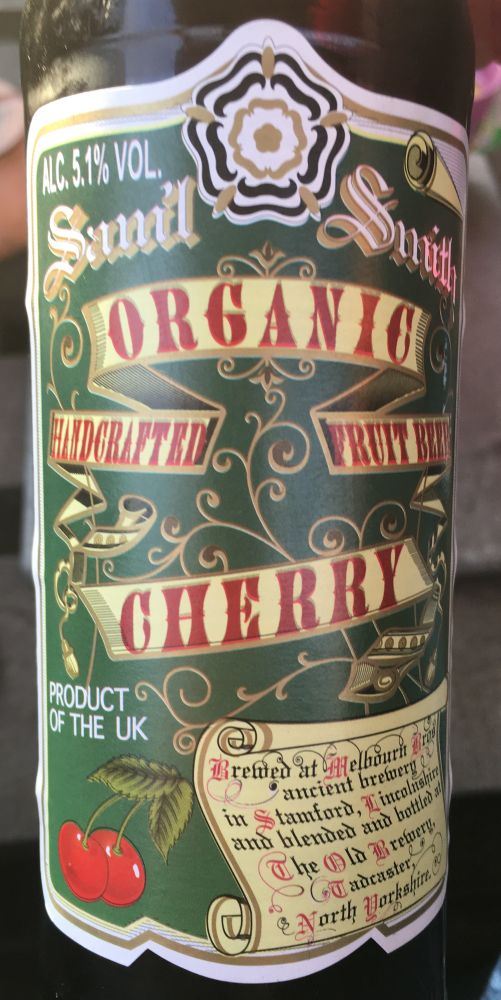 ALC. 5.1% VOL.
Sam'l Smith
ORGANIC
HANDCRAFTED FRUIT BEER
CHERRY
PRODUCT
OF THE UK
Brewed at Melbourn Bros
ancient brewery
in Stamford, Lincolnshire
and blended and bottled at
The Old Brewery,
Tadcaster,
North Yorkshire.